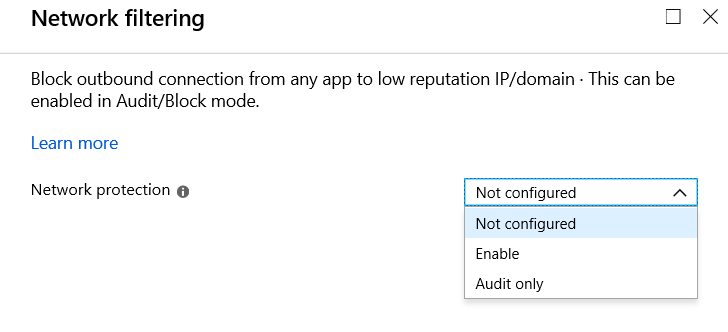 Network filtering
Block outbound connection from any app to low reputation IP/domain · This can be
enabled in Audit/Block mode.
Learn more
Network protection
Not configured
Not configured
Enable
Audit only